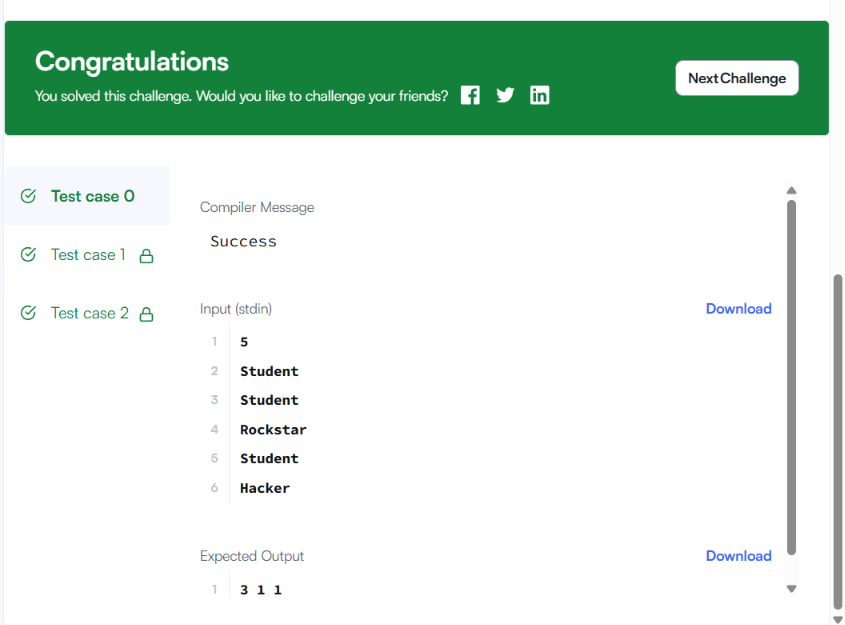 Congratulations
You solved this challenge. Would you like to challenge your friends?
Next Challenge
Test case 0
Test case 1
Test case 2
Compiler Message
Success
Input (stdin)
Download
1 5
2 Student
3 Student
4 Rockstar
5 Student
6 Hacker
Expected Output
Download
1 3 1 1